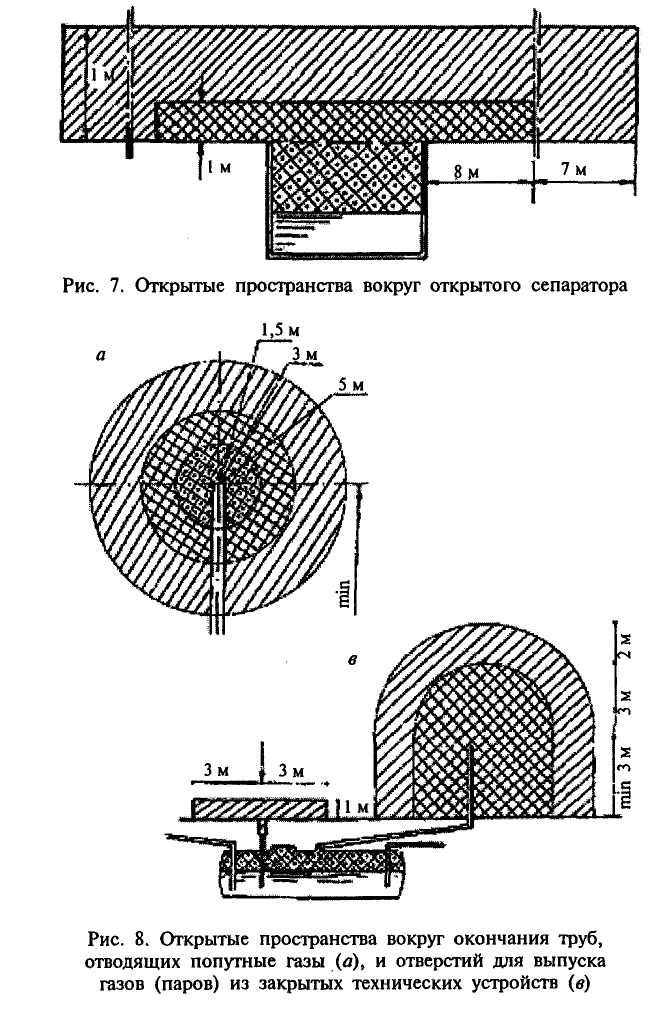 1 м
1 м
8 м
7 м
Рис. 7. Открытые пространства вокруг открытого сепаратора
а
1,5 м
3 м
5 м
min
в
2 м
3 м
min 3 м
3 м
3 м
1 м
Рис. 8. Открытые пространства вокруг окончания труб,
отводящих попутные газы (а), и отверстий для выпуска
газов (паров) из закрытых технических устройств (в)